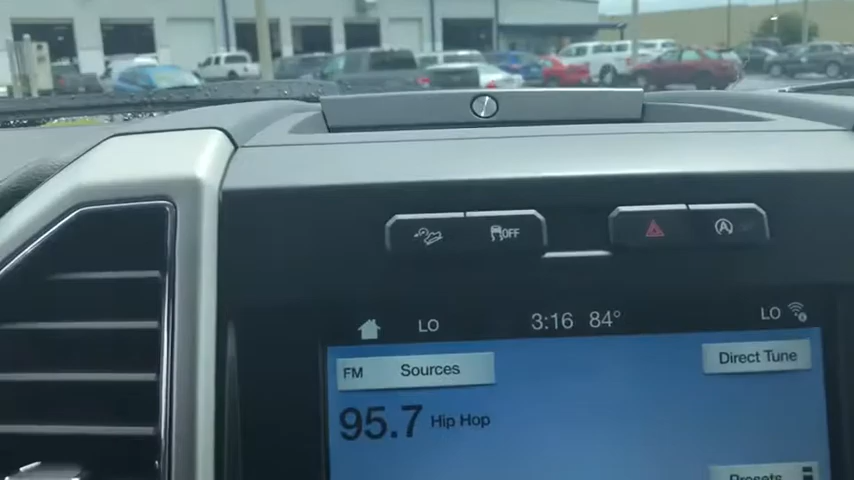 OFF
A
LO 3:16 84° LO
FM Sources Direct Tune
95.7 Hip Hop
Presets